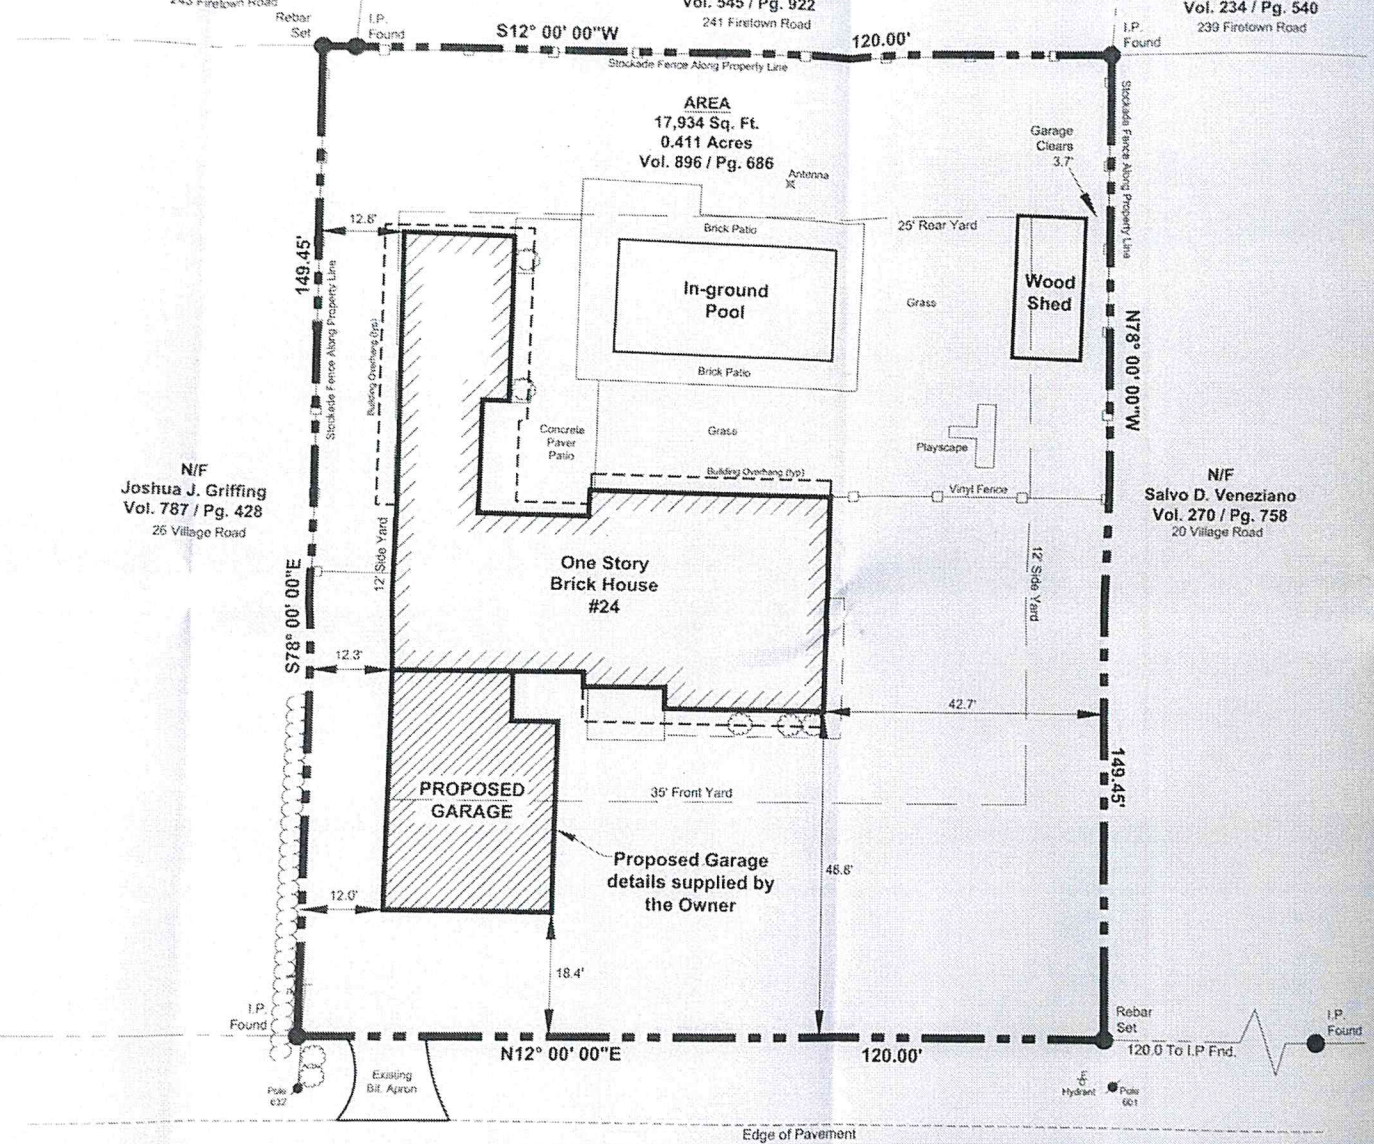 243 Firetown Road
Vol. 545 / Pg. 922
241 Firetown Road
Vol. 234 / Pg. 540
239 Firetown Road
Rebar
Set
I.P.
Found
S12° 00' 00"W
120.00'
I.P.
Found
Stockade Fence Along Property Line
AREA
17,934 Sq. Ft.
0.411 Acres
Vol. 896 / Pg. 686
Antenna
Garage
Clears
3.7'
Stockade Fence Along Property Line
12.8'
149.45'
Stockade Fence Along Property Line
Building Overhang (typ)
Brick Patio
25' Rear Yard
In-ground
Pool
Grass
Wood
Shed
Brick Patio
N78° 00' 00"W
Concrete
Paver
Patio
Grass
Playscape
Building Overhang (typ)
Vinyl Fence
N/F
Joshua J. Griffing
Vol. 787 / Pg. 428
26 Village Road
N/F
Salvo D. Veneziano
Vol. 270 / Pg. 758
20 Village Road
12' Side Yard
One Story
Brick House
#24
12' Side Yard
S78° 00' 00"E
12.3'
42.7'
149.45'
PROPOSED
GARAGE
35' Front Yard
Proposed Garage
details supplied by
the Owner
12.0'
18.4'
I.P.
Found
N12° 00' 00"E
120.00'
Rebar
Set
120.0 To I.P Fnd.
I.P.
Found
Existing
Bit. Apron
Pole
Hydrant
Pole
601
Edge of Pavement